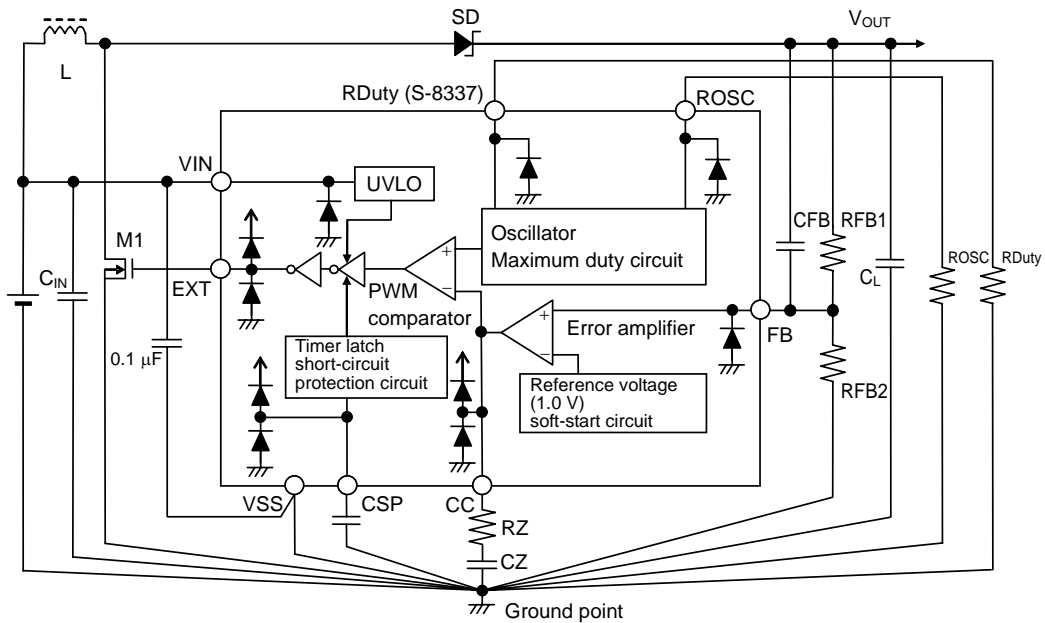 SD
VOUT
L
RDuty (S-8337)
ROSC
VIN
UVLO
M1
Oscillator
Maximum duty circuit
CFB
RFB1
CIN
EXT
PWM
comparator
CL
ROSC
RDuty
Error amplifier
FB
0.1 µF
Timer latch
short-circuit
protection circuit
Reference voltage
(1.0 V)
soft-start circuit
RFB2
VSS
CSP
CC
RZ
CZ
Ground point